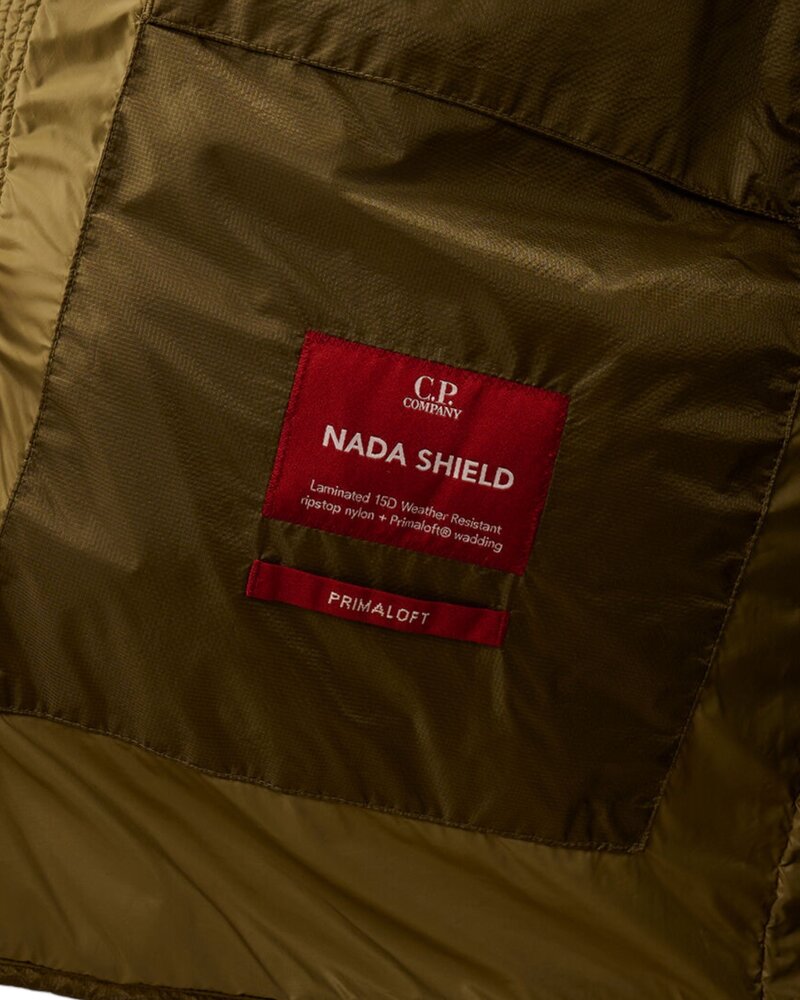 C.P.
COMPANY
NADA SHIELD
Laminated 15D Weather Resistant
ripstop nylon + Primaloft® wadding
PRIMALOFT